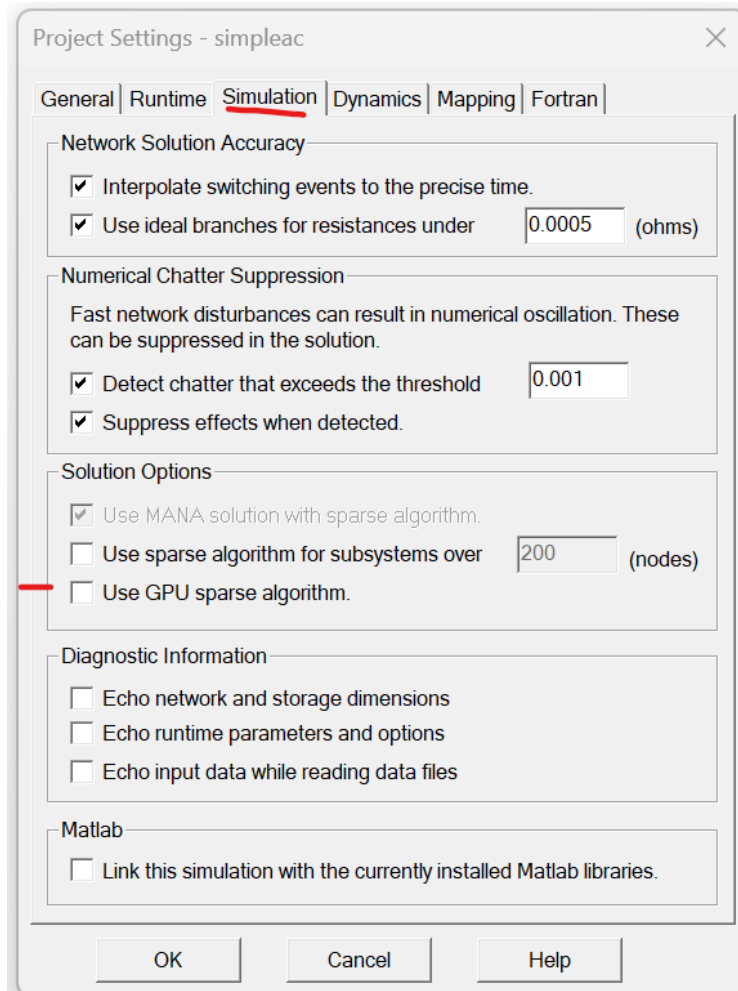 Project Settings - simpleac
General Runtime Simulation Dynamics Mapping Fortran
Network Solution Accuracy
Interpolate switching events to the precise time.
Use ideal branches for resistances under 0.0005 (ohms)
Numerical Chatter Suppression
Fast network disturbances can result in numerical oscillation. These
can be suppressed in the solution.
Detect chatter that exceeds the threshold 0.001
Suppress effects when detected.
Solution Options
Use MANA solution with sparse algorithm.
Use sparse algorithm for subsystems over 200 (nodes)
Use GPU sparse algorithm.
Diagnostic Information
Echo network and storage dimensions
Echo runtime parameters and options
Echo input data while reading data files
Matlab
Link this simulation with the currently installed Matlab libraries.
OK Cancel Help